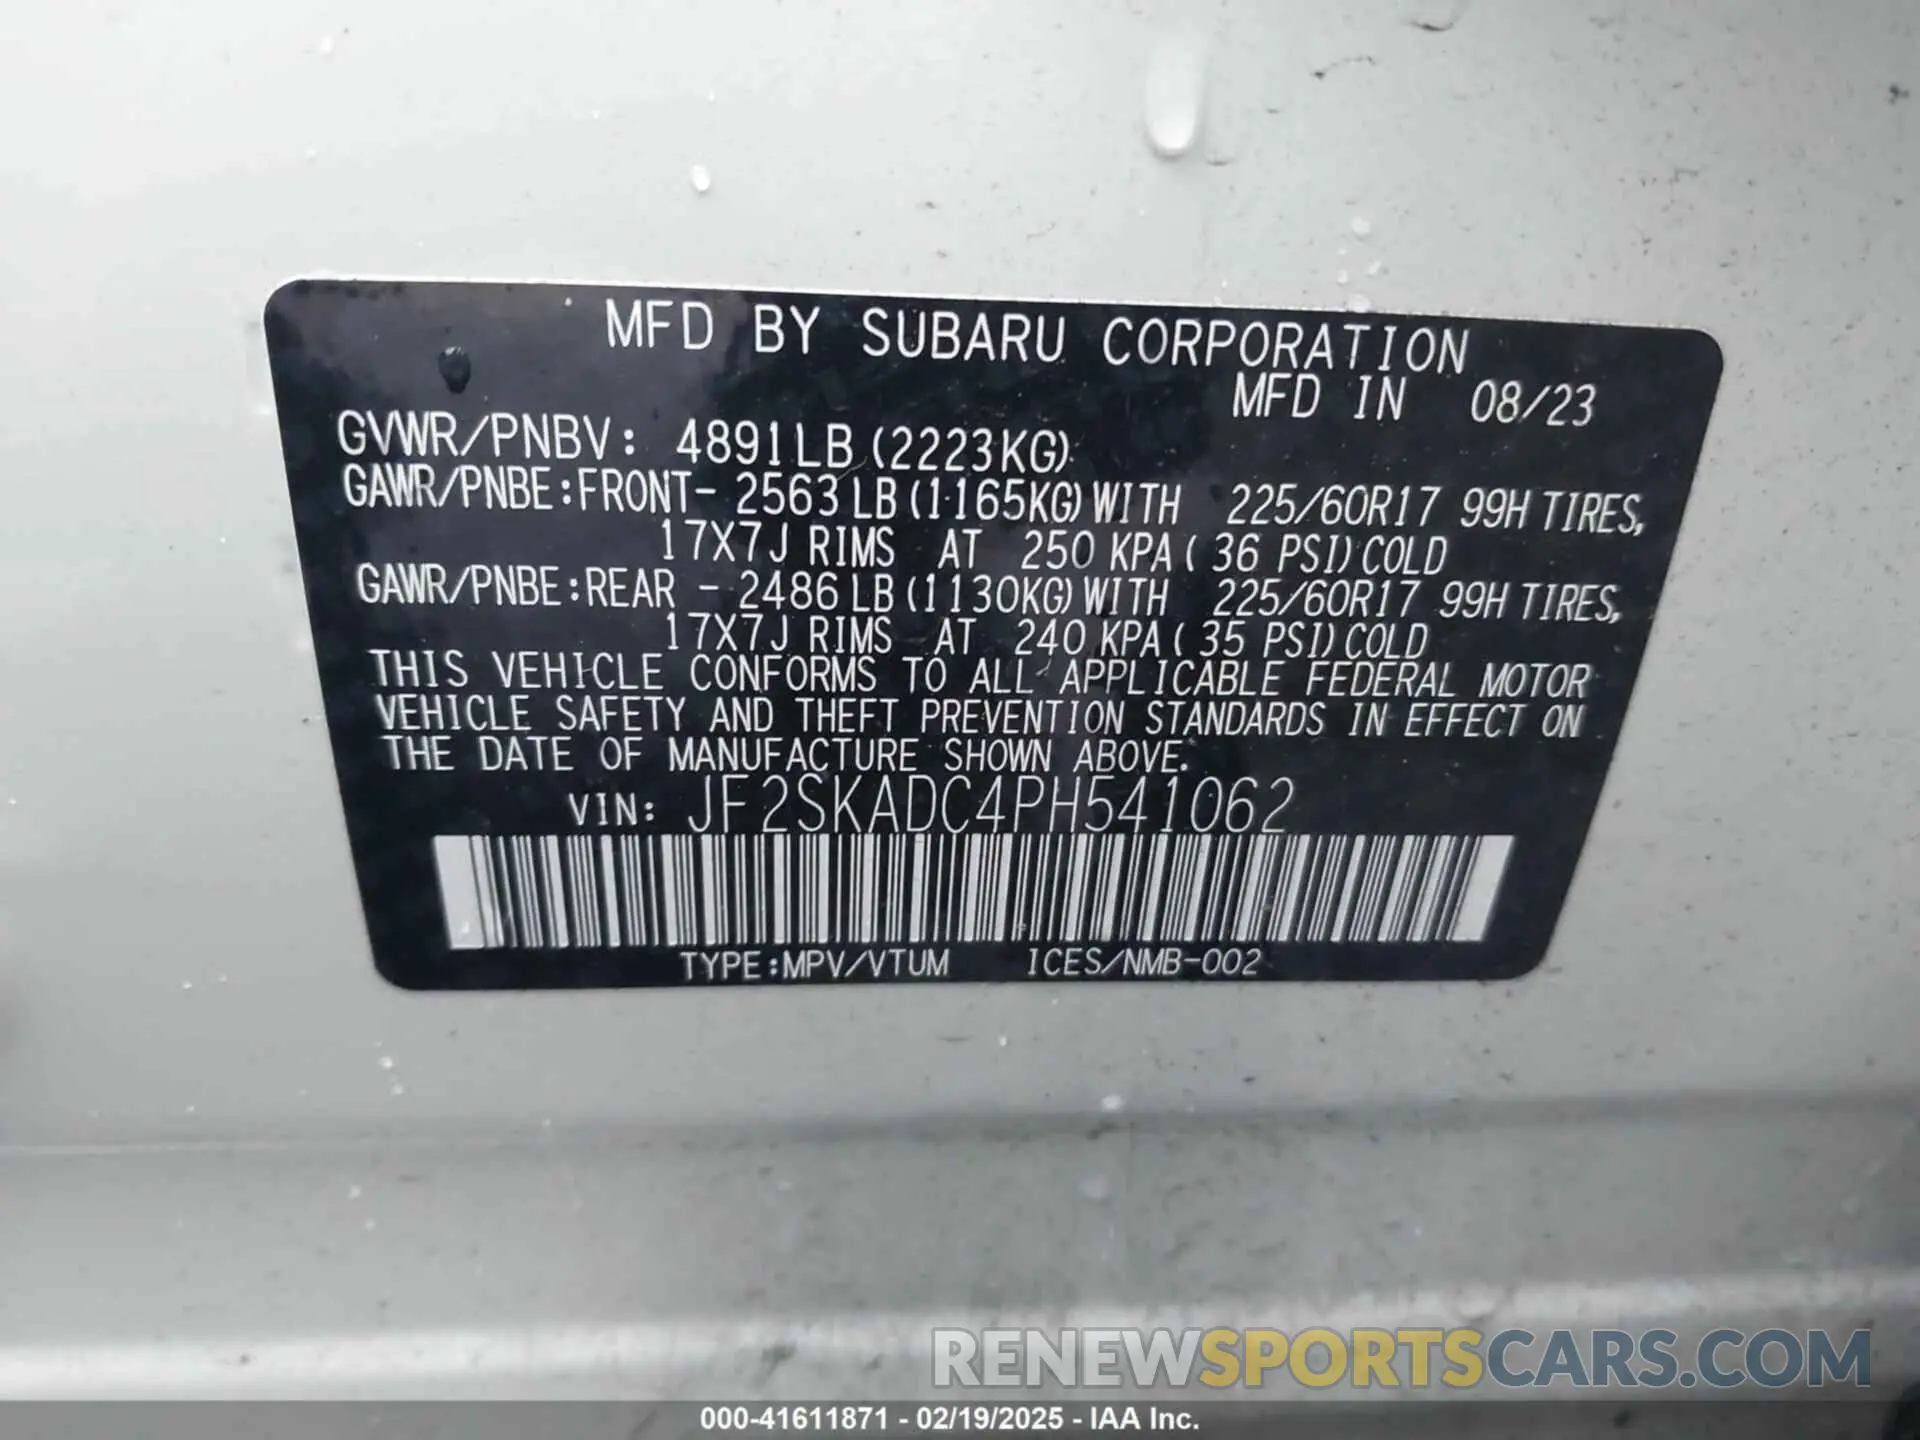 MFD BY SUBARU CORPORATION
MFD IN 08/23
GVWR/PNBV: 4891LB (2223KG)
GAWR/PNBE:FRONT- 2563 LB (1165KG) WITH 225/60R17 99H TIRES,
17X7J RIMS AT 250 KPA ( 36 PSI) COLD
GAWR/PNBE:REAR - 2486 LB (1130KG) WITH 225/60R17 99H TIRES,
17X7J RIMS AT 240 KPA ( 35 PSI) COLD
THIS VEHICLE CONFORMS TO ALL APPLICABLE FEDERAL MOTOR
VEHICLE SAFETY AND THEFT PREVENTION STANDARDS IN EFFECT ON
THE DATE OF MANUFACTURE SHOWN ABOVE.
VIN: JF2SKADC4PH541062
TYPE:MPV/VTUM ICES/NMB-002
RENEWSPORTSCARS.COM
000-41611871 - 02/19/2025 - IAA Inc.